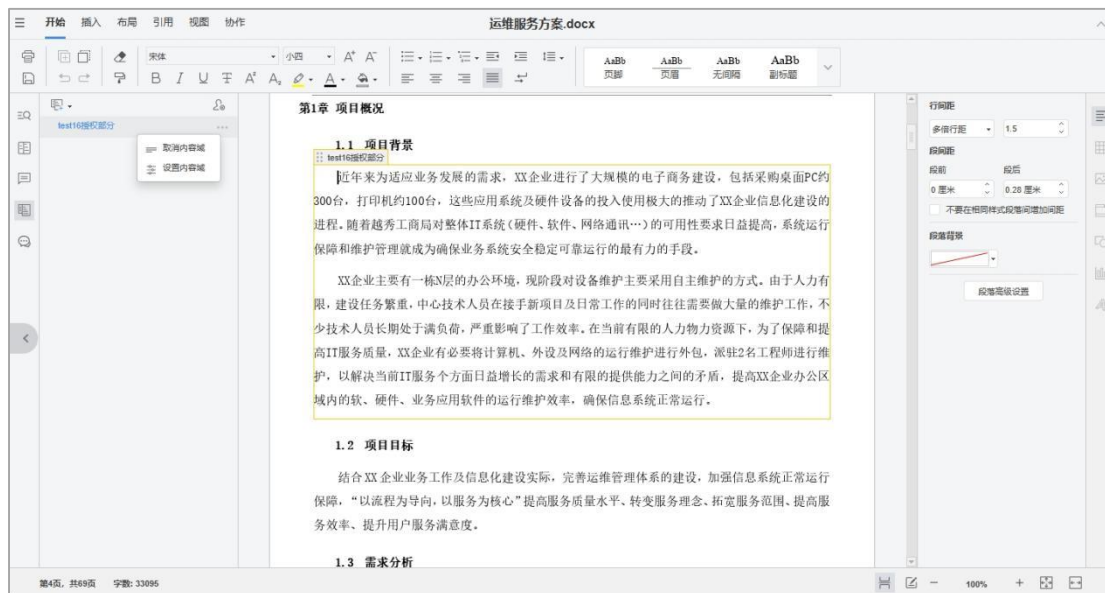 开始 插入 布局 引用 视图 协作
运维服务方案.docx
宋体 小四 A⁺ A⁻
B I U A
AaBb AaBb AaBb AaBb
页脚 页眉 无间隔 副标题
test16授权部分 ···
取消内容域
设置内容域
第1章 项目概况
1.1 项目背景
test16授权部分
近年来为适应业务发展的需求，XX企业进行了大规模的电子商务建设，包括采购桌面PC约
300台，打印机约100台，这些应用系统及硬件设备的投入使用极大的推动了XX企业信息化建设的
进程。随着越秀工商局对整体IT系统(硬件、软件、网络通讯…)的可用性要求日益提高，系统运行
保障和维护管理就成为确保业务系统安全稳定可靠运行的最有力的手段。
XX企业主要有一栋N层的办公环境，现阶段对设备维护主要采用自主维护的方式。由于人力有
限，建设任务繁重，中心技术人员在接手新项目及日常工作的同时往往需要做大量的维护工作，不
少技术人员长期处于满负荷，严重影响了工作效率。在当前有限的人力物力资源下，为了保障和提
高IT服务质量，XX企业有必要将计算机、外设及网络的运行维护进行外包，派驻2名工程师进行维
护，以解决当前IT服务个方面日益增长的需求和有限的提供能力之间的矛盾，提高XX企业办公区
域内的软、硬件、业务应用软件的运行维护效率，确保信息系统正常运行。
1.2 项目目标
结合XX企业业务工作及信息化建设实际，完善运维管理体系的建设，加强信息系统正常运行
保障，“以流程为导向，以服务为核心”提高服务质量水平、转变服务理念、拓宽服务范围、提高服
务效率、提升用户服务满意度。
1.3 需求分析
行间距
多倍行距 1.5
段间距
段前 段后
0 厘米 0.28 厘米
不要在相同样式段落间增加间距
段落背景
段落高级设置
第4页，共69页 字数: 33095
100%